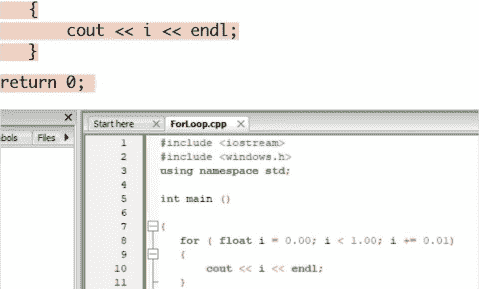 {
cout << i << endl;
}
return 0;
bols Files
Start here ForLoop.cpp
1 #include <iostream>
2 #include <windows.h>
3 using namespace std;
4
5 int main ()
6
7 {
8 for ( float i = 0.00; i < 1.00; i += 0.01)
9 {
10 cout << i << endl;
11 }